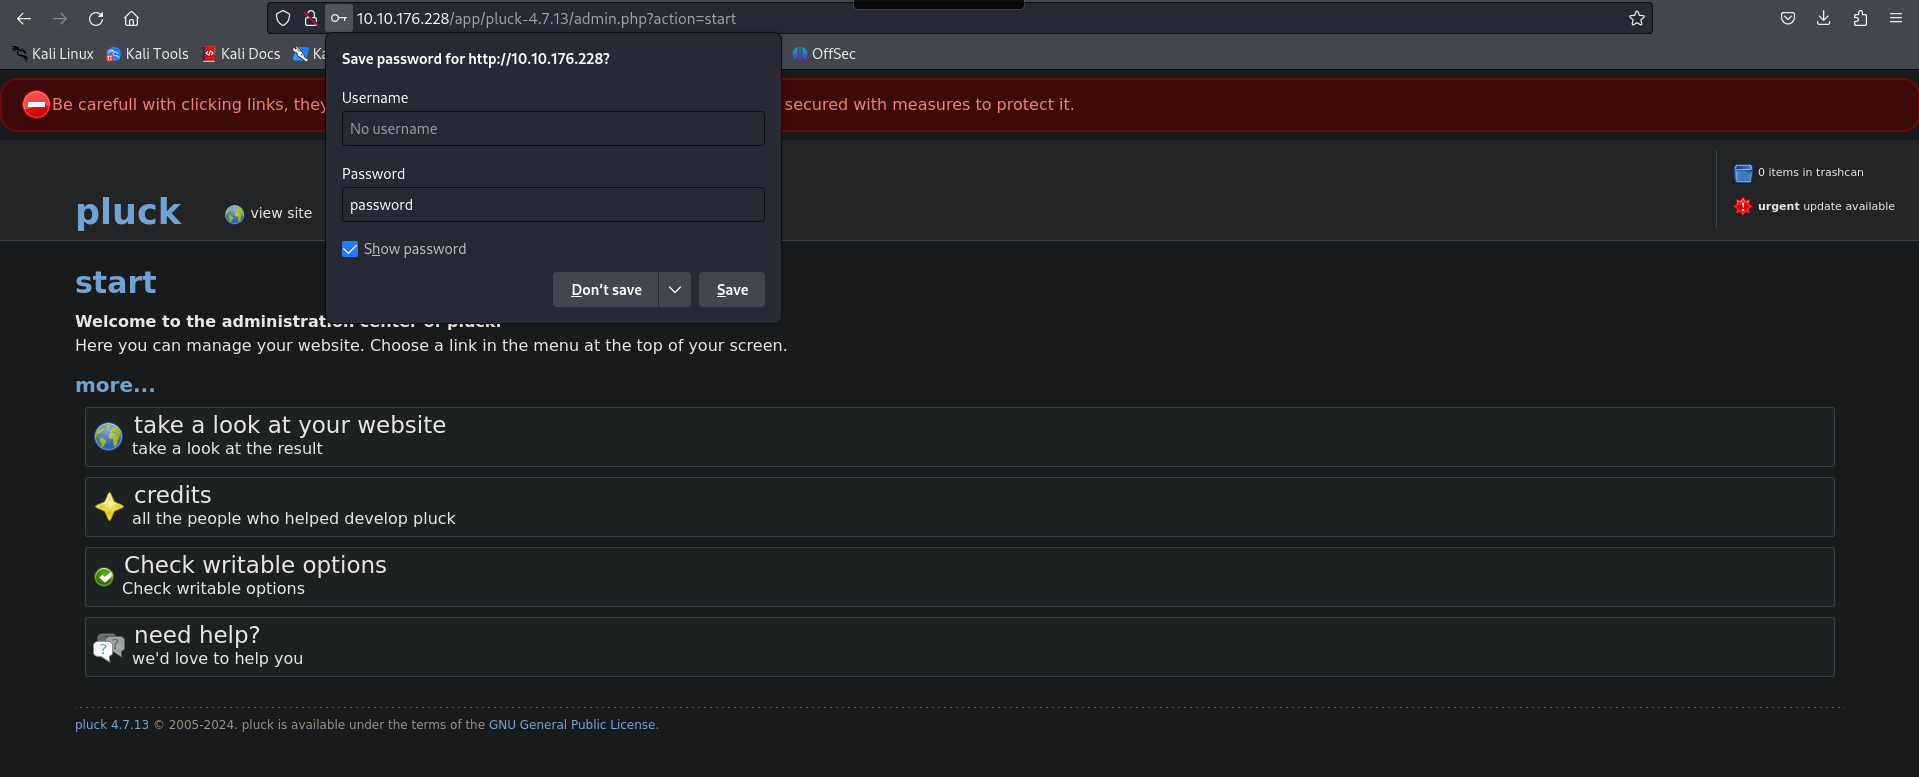 10.10.176.228/app/pluck-4.7.13/admin.php?action=start
Kali Linux Kali Tools Kali Docs Ka OffSec
Save password for http://10.10.176.228?
Username
No username
Password
password
Show password
Don't save Save
Be carefull with clicking links, they secured with measures to protect it.
pluck view site
0 items in trashcan
urgent update available
start
Welcome to the administration center of pluck.
Here you can manage your website. Choose a link in the menu at the top of your screen.
more...
take a look at your website
take a look at the result
credits
all the people who helped develop pluck
Check writable options
Check writable options
need help?
we'd love to help you
pluck 4.7.13 © 2005-2024. pluck is available under the terms of the GNU General Public License.